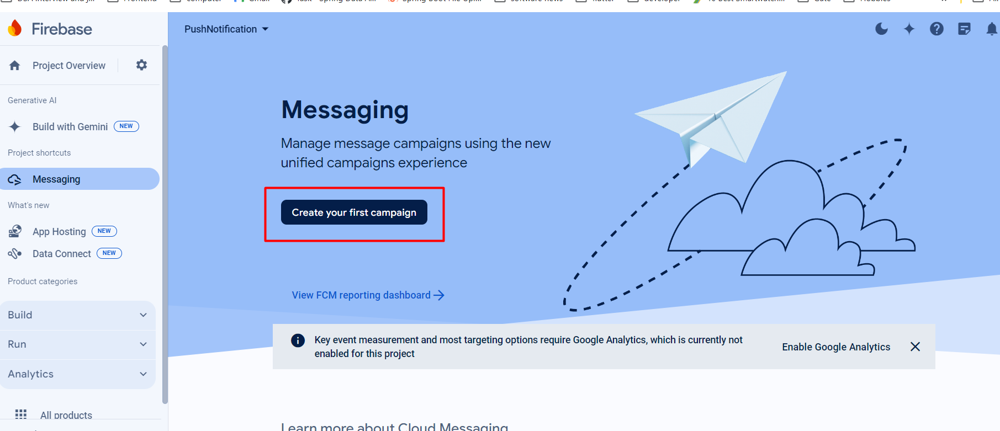 Gmail
Firebase
PushNotification
Project Overview
Generative AI
Build with Gemini NEW
Project shortcuts
Messaging
What's new
App Hosting NEW
Data Connect NEW
Product categories
Build
Run
Analytics
All products
Messaging
Manage message campaigns using the new
unified campaigns experience
Create your first campaign
View FCM reporting dashboard
Key event measurement and most targeting options require Google Analytics, which is currently not
enabled for this project
Enable Google Analytics
Learn more about Cloud Messaging